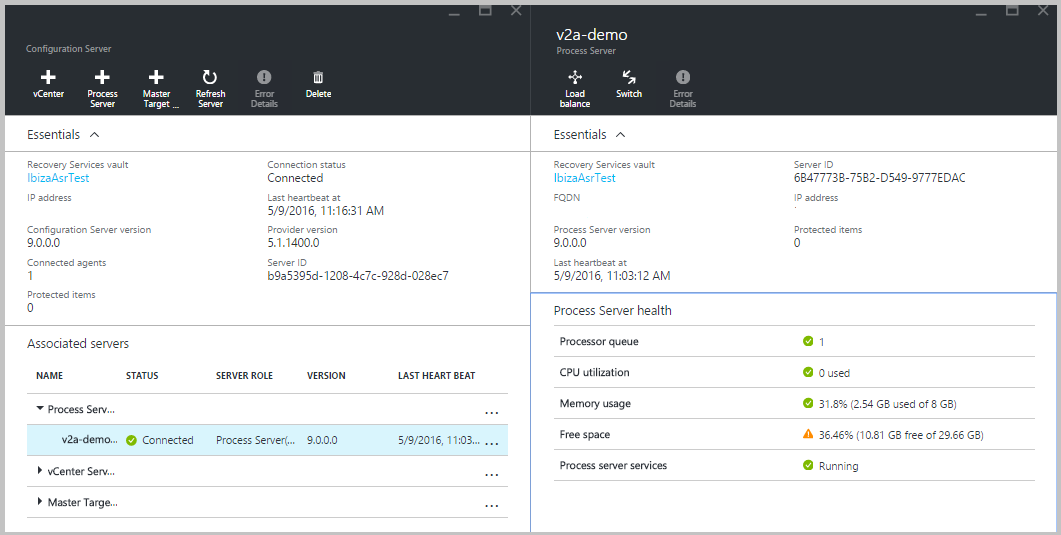 Configuration Server
vCenter
Process Server
Master Target ...
Refresh Server
Error Details
Delete
Essentials
Recovery Services vault
IbizaAsrTest
Connection status
Connected
IP address
Last heartbeat at
5/9/2016, 11:16:31 AM
Configuration Server version
9.0.0.0
Provider version
5.1.1400.0
Connected agents
1
Server ID
b9a5395d-1208-4c7c-928d-028ec7
Protected items
0
Associated servers
NAME STATUS SERVER ROLE VERSION LAST HEART BEAT
Process Serv... ...
v2a-demo... Connected Process Server(... 9.0.0.0 5/9/2016, 11:03... ...
vCenter Serv... ...
Master Targe... ...
v2a-demo
Process Server
Load balance
Switch
Error Details
Essentials
Recovery Services vault
IbizaAsrTest
Server ID
6B47773B-75B2-D549-9777EDAC
FQDN
IP address
Process Server version
9.0.0.0
Protected items
0
Last heartbeat at
5/9/2016, 11:03:12 AM
Process Server health
Processor queue 1
CPU utilization 0 used
Memory usage 31.8% (2.54 GB used of 8 GB)
Free space 36.46% (10.81 GB free of 29.66 GB)
Process server services Running